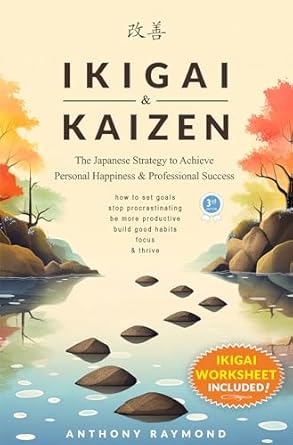 改善
IKIGAI
&
KAIZEN
The Japanese Strategy to Achieve
Personal Happiness & Professional Success
how to set goals
stop procrastinating
be more productive
build good habits
focus
& thrive
3rd
IKIGAI
WORKSHEET
INCLUDED!
ANTHONY RAYMOND